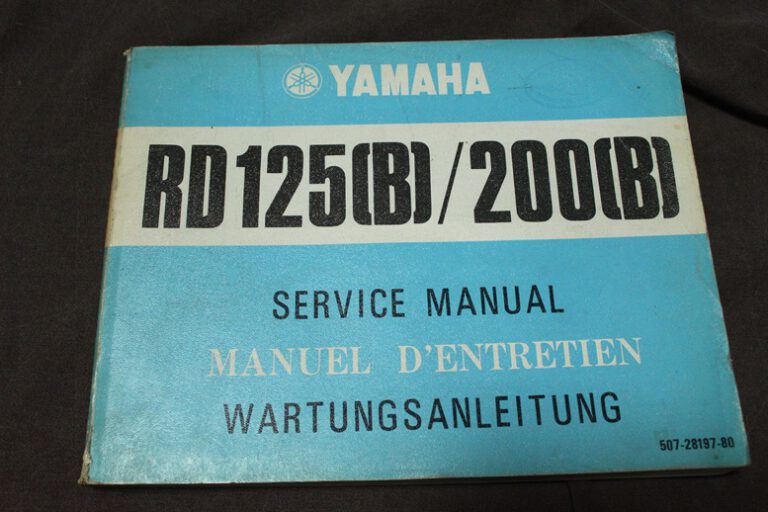 YAMAHA
RD125(B)/200(B)
SERVICE MANUAL
MANUEL D'ENTRETIEN
WARTUNGSANLEITUNG
507-28197-80